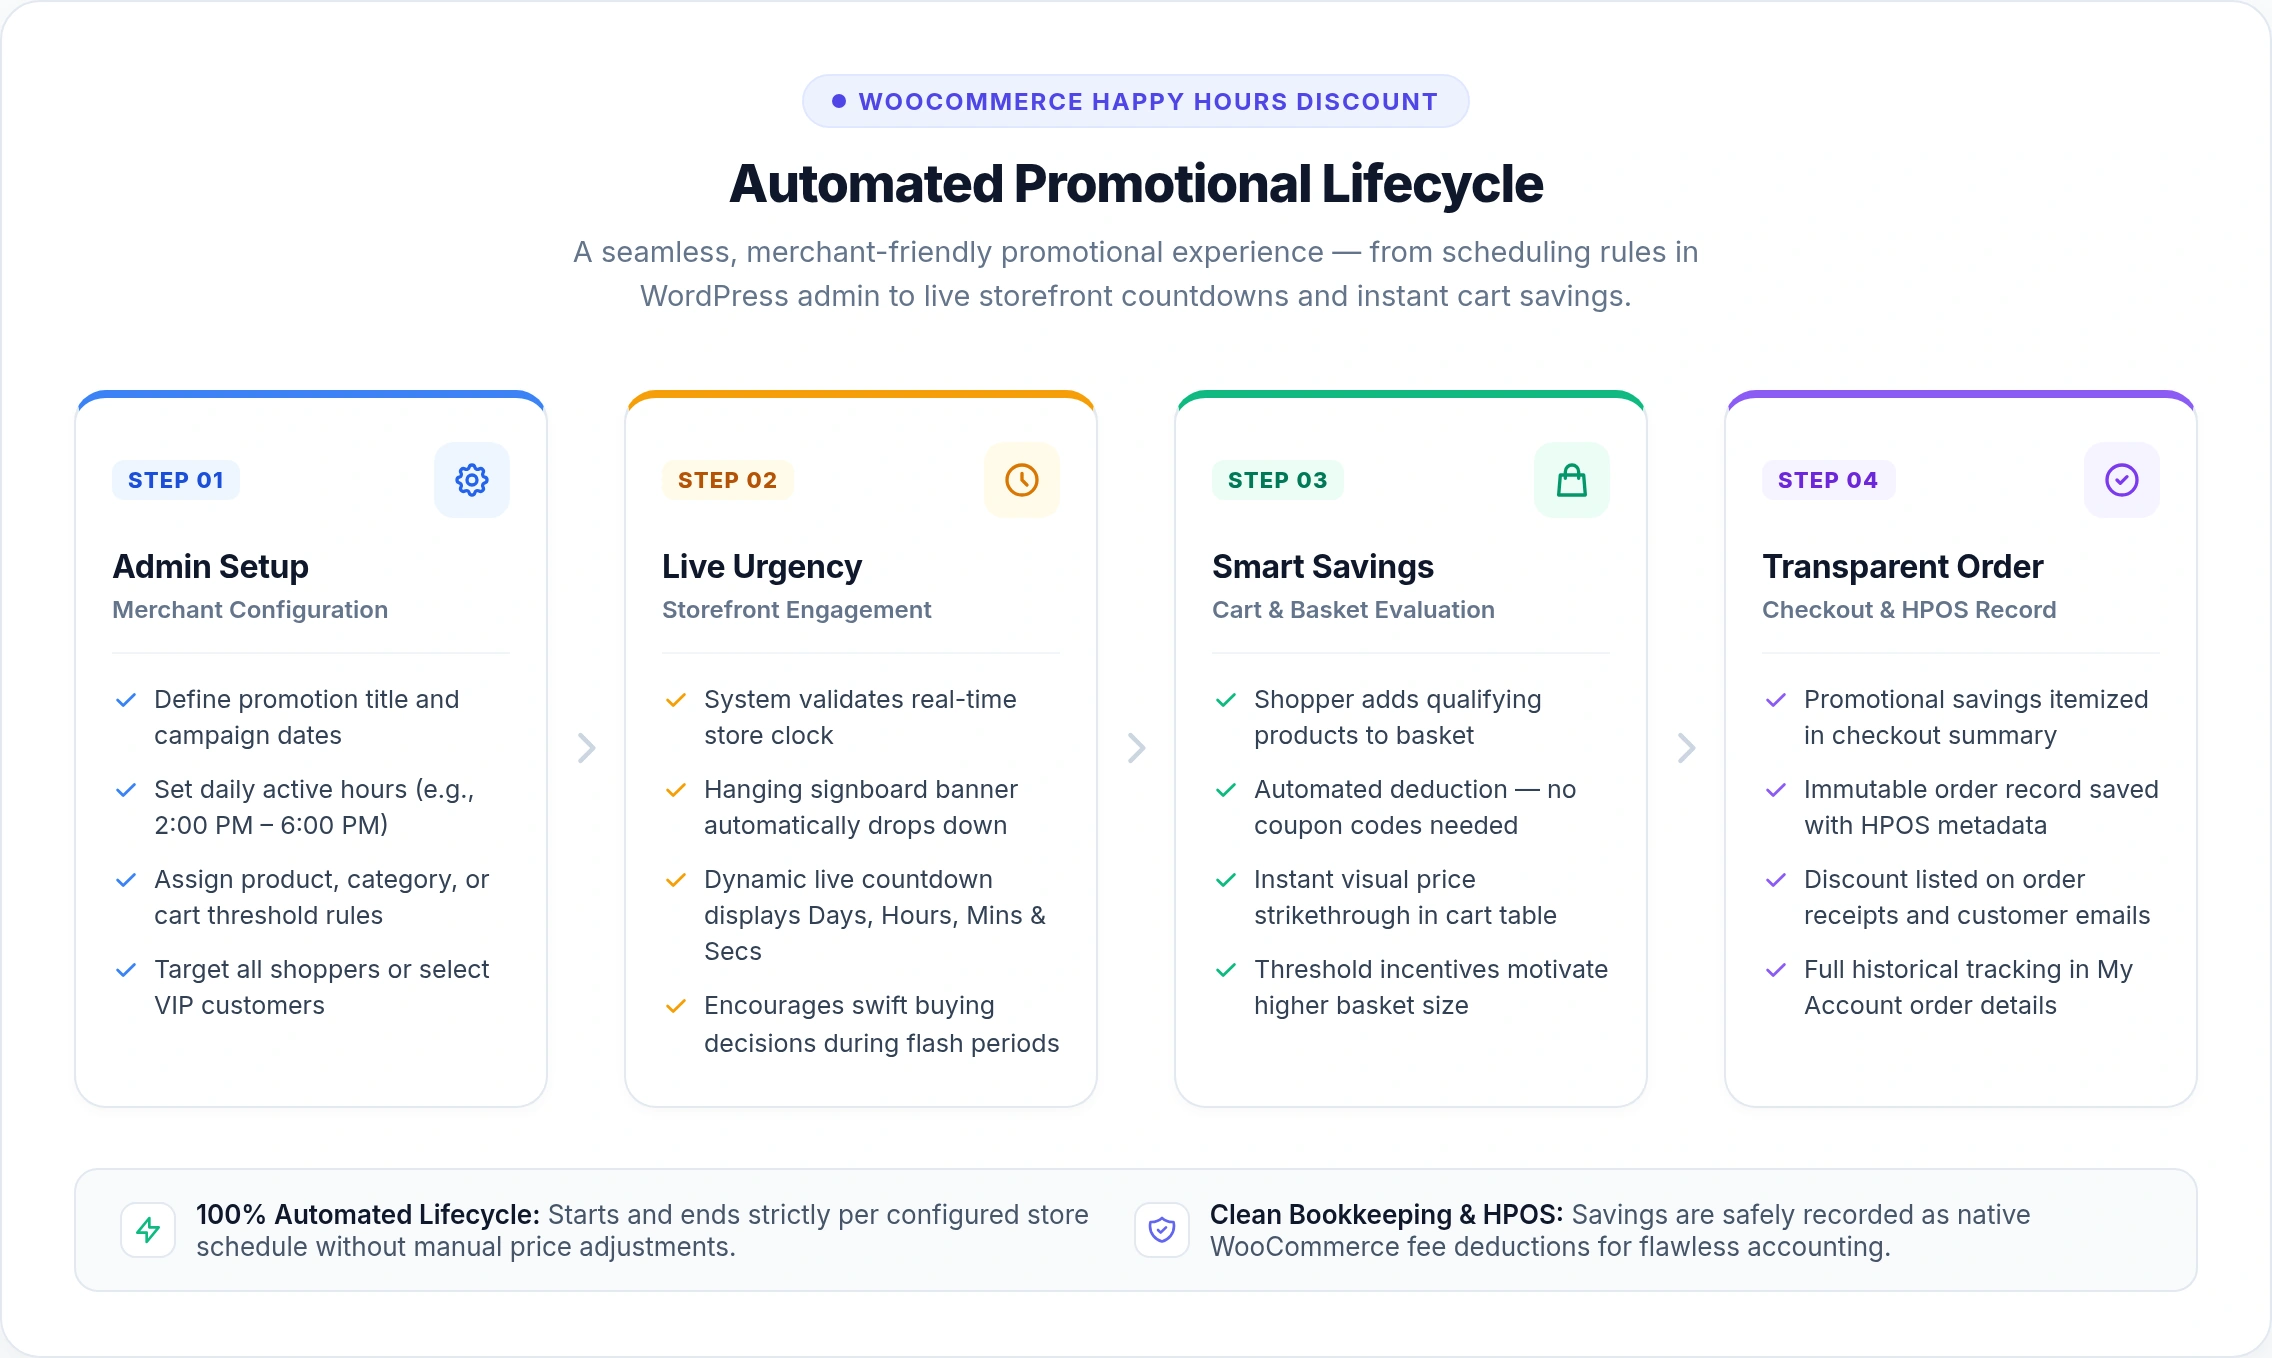 WOOCOMMERCE HAPPY HOURS DISCOUNT
Automated Promotional Lifecycle
A seamless, merchant-friendly promotional experience — from scheduling rules in
WordPress admin to live storefront countdowns and instant cart savings.
STEP 01
Admin Setup
Merchant Configuration
Define promotion title and
campaign dates
Set daily active hours (e.g.,
2:00 PM – 6:00 PM)
Assign product, category, or
cart threshold rules
Target all shoppers or select
VIP customers
STEP 02
Live Urgency
Storefront Engagement
System validates real-time
store clock
Hanging signboard banner
automatically drops down
Dynamic live countdown
displays Days, Hours, Mins &
Secs
Encourages swift buying
decisions during flash periods
STEP 03
Smart Savings
Cart & Basket Evaluation
Shopper adds qualifying
products to basket
Automated deduction — no
coupon codes needed
Instant visual price
strikethrough in cart table
Threshold incentives motivate
higher basket size
STEP 04
Transparent Order
Checkout & HPOS Record
Promotional savings itemized
in checkout summary
Immutable order record saved
with HPOS metadata
Discount listed on order
receipts and customer emails
Full historical tracking in My
Account order details
100% Automated Lifecycle: Starts and ends strictly per configured store
schedule without manual price adjustments.
Clean Bookkeeping & HPOS: Savings are safely recorded as native
WooCommerce fee deductions for flawless accounting.